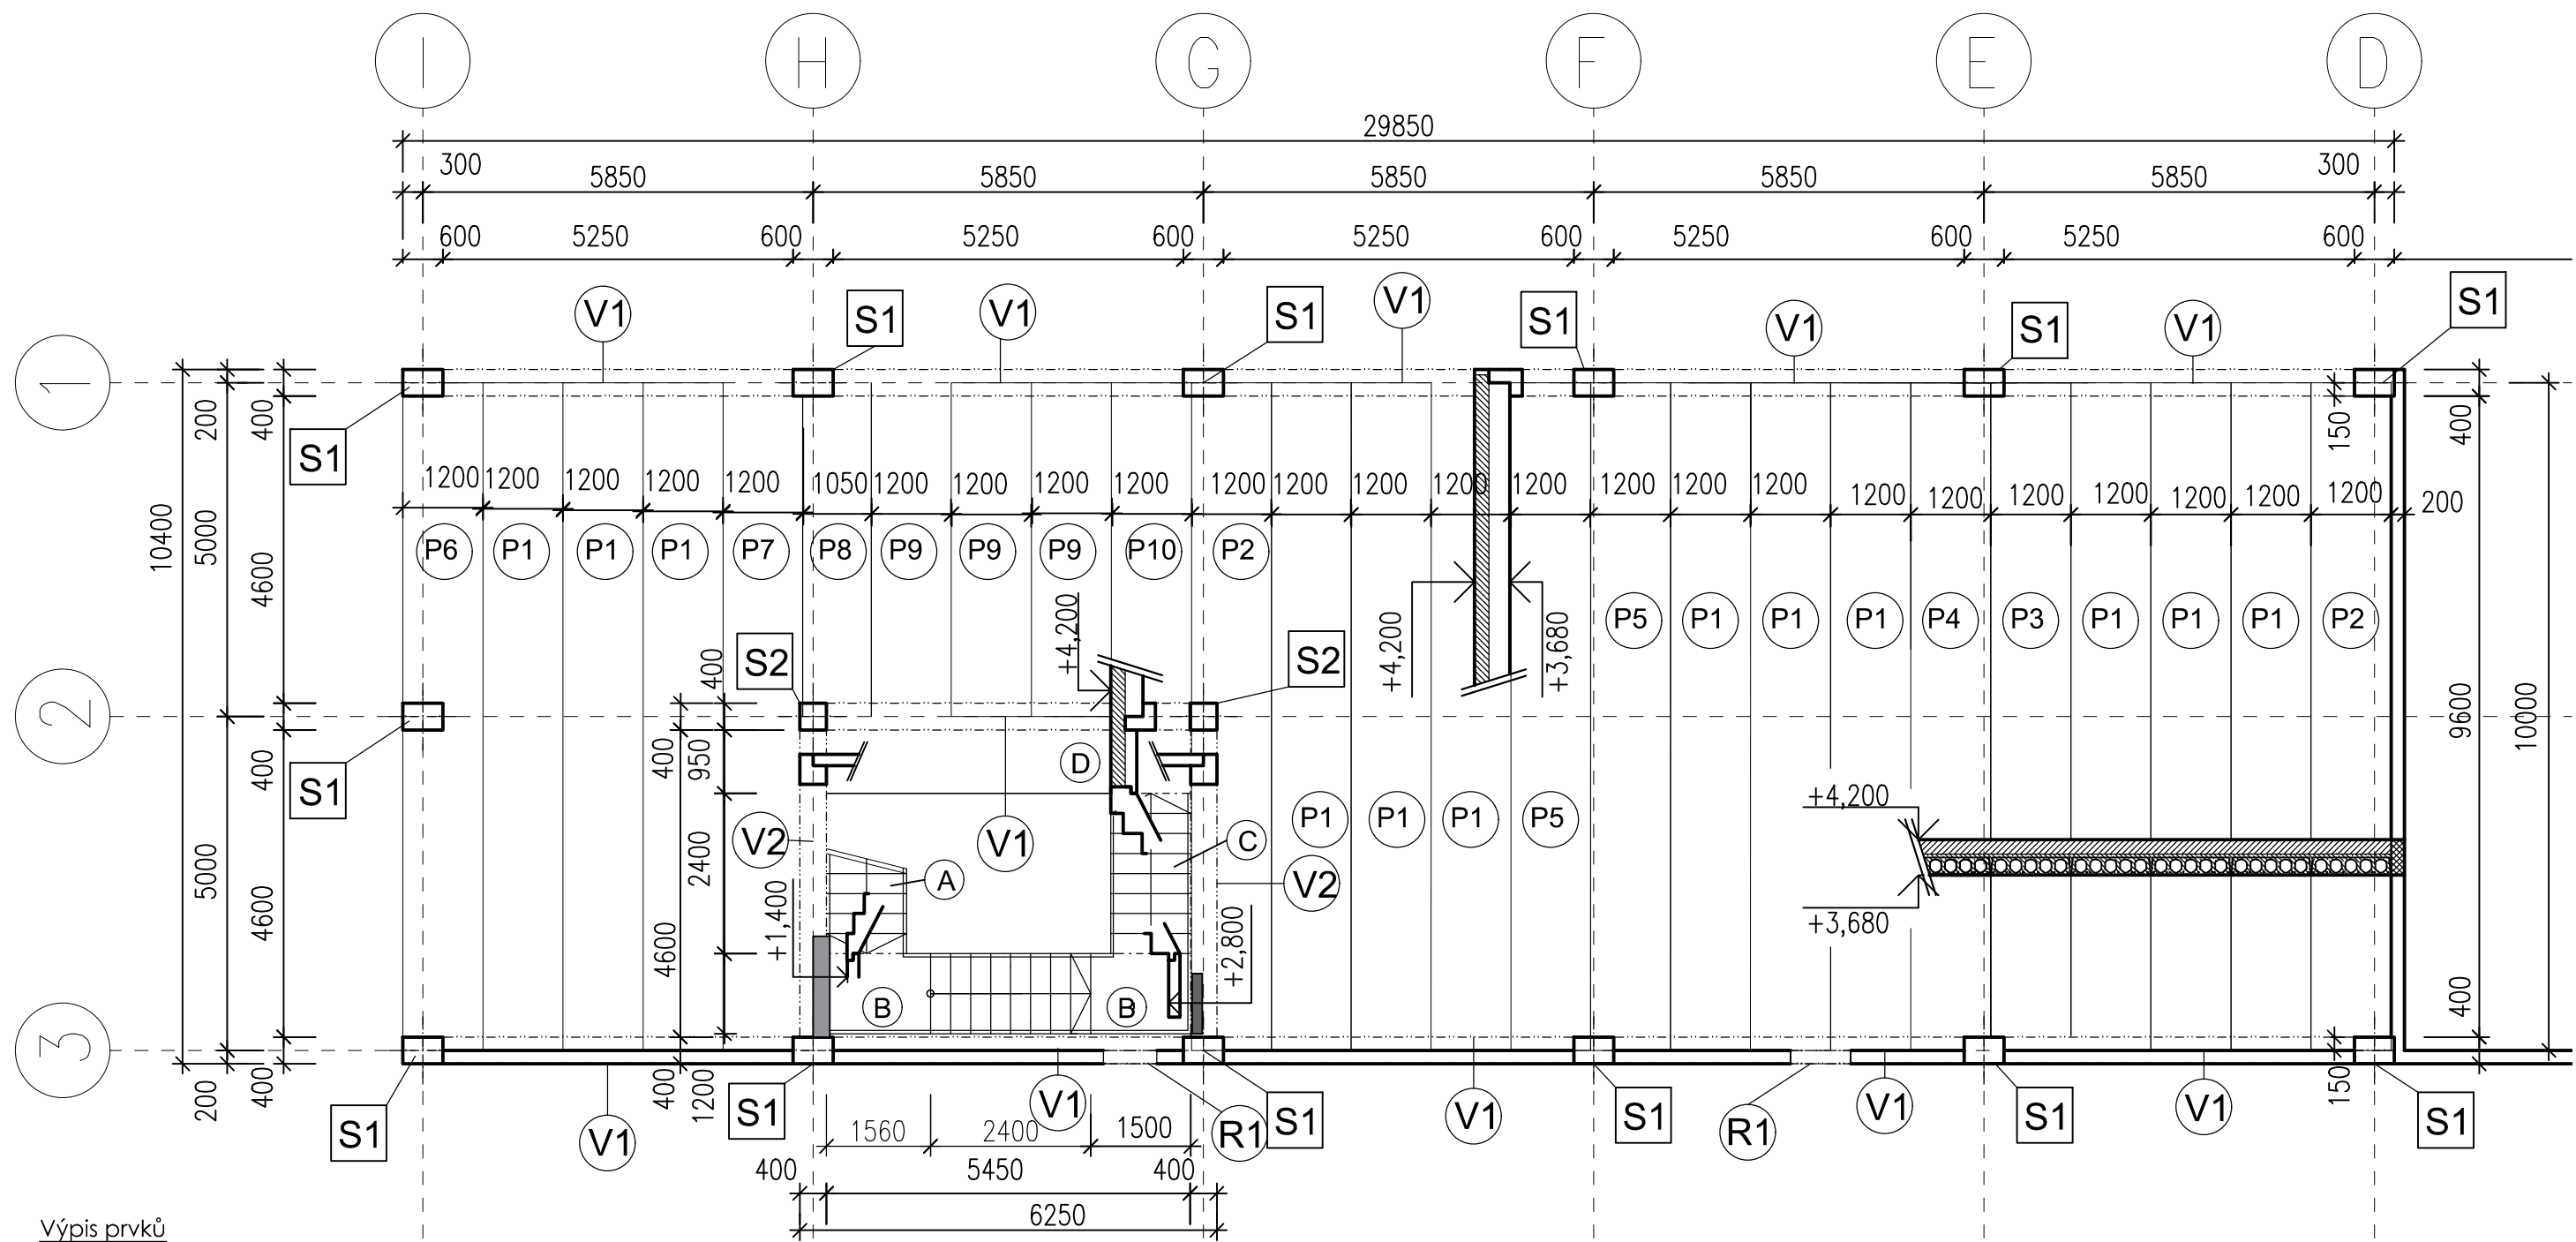 I H G F E D
29850
300 5850 5850 5850 5850 5850 300
600 5250 600 5250 600 5250 600 5250 600 5250 600
V1 S1 V1 S1 V1 S1 V1 S1 V1 S1
1
200 400 150 400
S1
1200 1200 1200 1200 1200 1050 1200 1200 1200 1200 1200 1200 1200 1200 1200 1200 1200 1200 1200 1200 1200 1200 1200 1200 1200 200
10400 5000 4600
P6 P1 P1 P1 P7 P8 P9 P9 P9 P10 P2
+4,200 +4,200 +3,680
P5 P1 P1 P1 P4 P3 P1 P1 P1 P2
S2 400 S2
2
9600 10000
400 400 950 D
S1
+4,200
P1 P1 P1 P5
V2 V1 C
5000 4600 2400 A V2
+3,680
+1,400 +2,800
4600 B B
400
3
200 400 400 1200 150
S1 V1 S1 V1 R1 S1 V1 S1 R1 V1 S1 V1 S1
1560 2400 1500
400 5450 400
6250
Výpis prvků